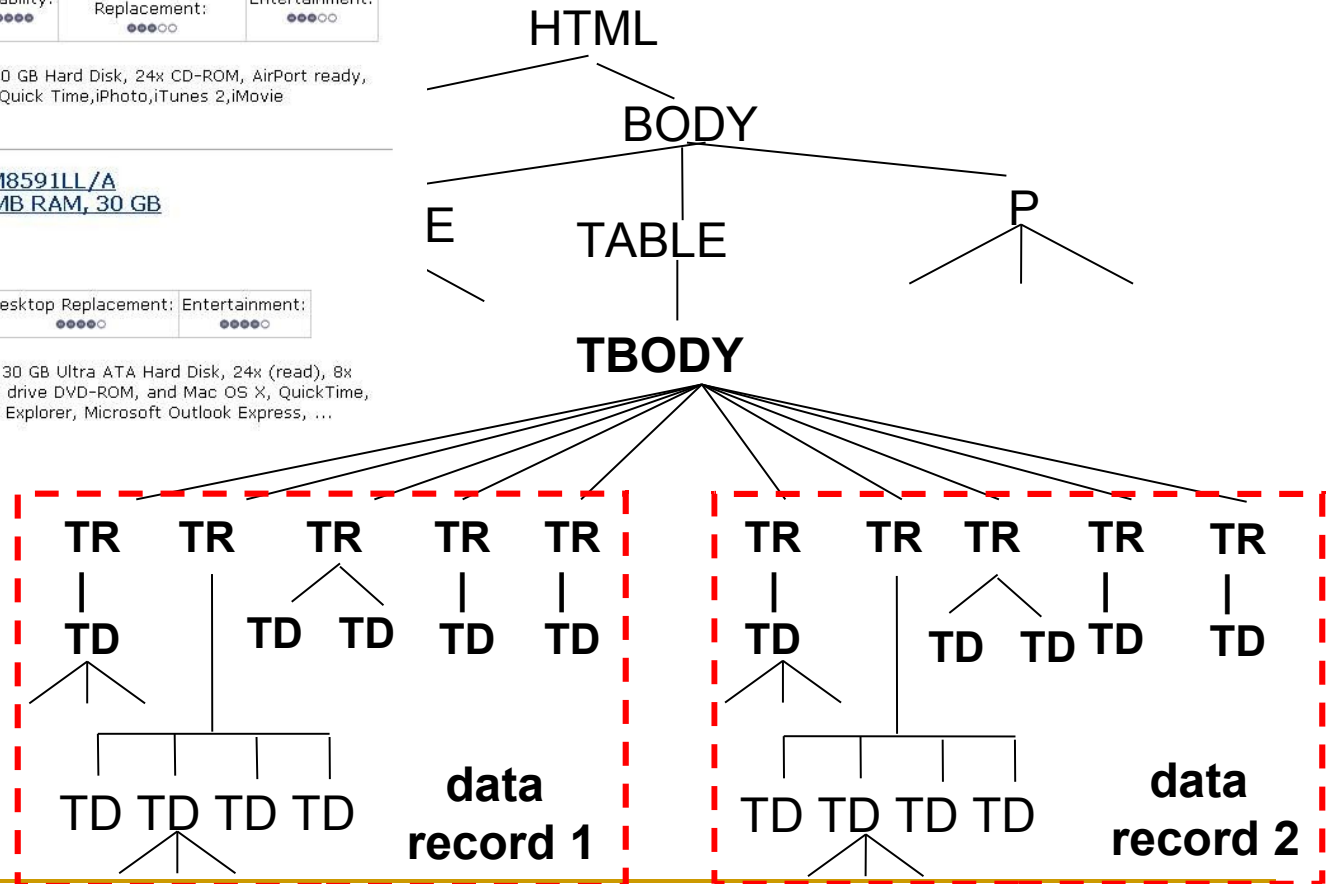 Replacement:
Entertainment:
0 GB Hard Disk, 24x CD-ROM, AirPort ready,
Quick Time,iPhoto,iTunes 2,iMovie
M8591LL/A
MB RAM, 30 GB
esktop Replacement: Entertainment:
30 GB Ultra ATA Hard Disk, 24x (read), 8x
drive DVD-ROM, and Mac OS X, QuickTime,
Explorer, Microsoft Outlook Express, ...
HTML
BODY
E TABLE P
TBODY
TR TR TR TR TR TR TR TR TR TR
TD TD TD TD TD TD TD TD TD TD
TD TD TD TD TD TD TD TD
data
record 1
data
record 2